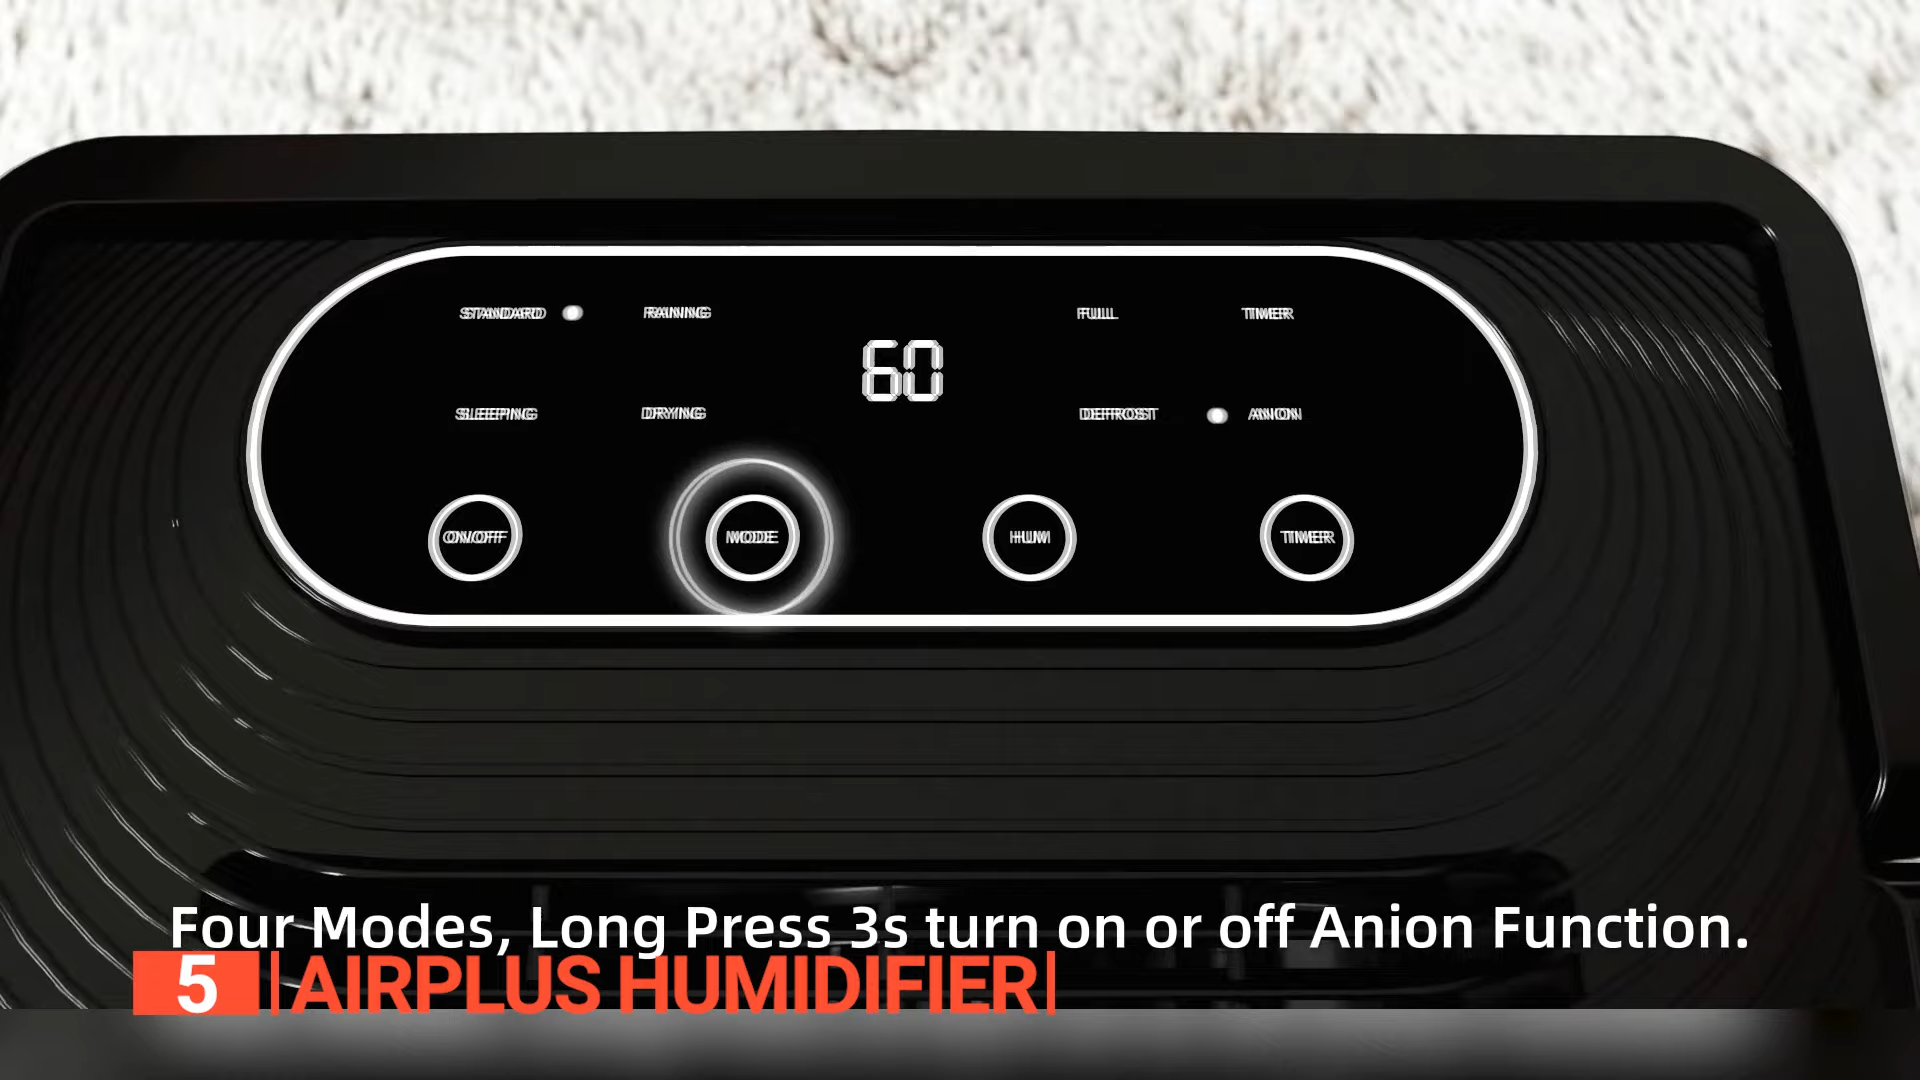 STANDARD RAINING FULL TIMER
60
SLEEPING DRYING DEFROST ANION
ON/OFF MODE HUM TIMER
Four Modes, Long Press 3s turn on or off Anion Function.
5 AIRPLUS HUMIDIFIER